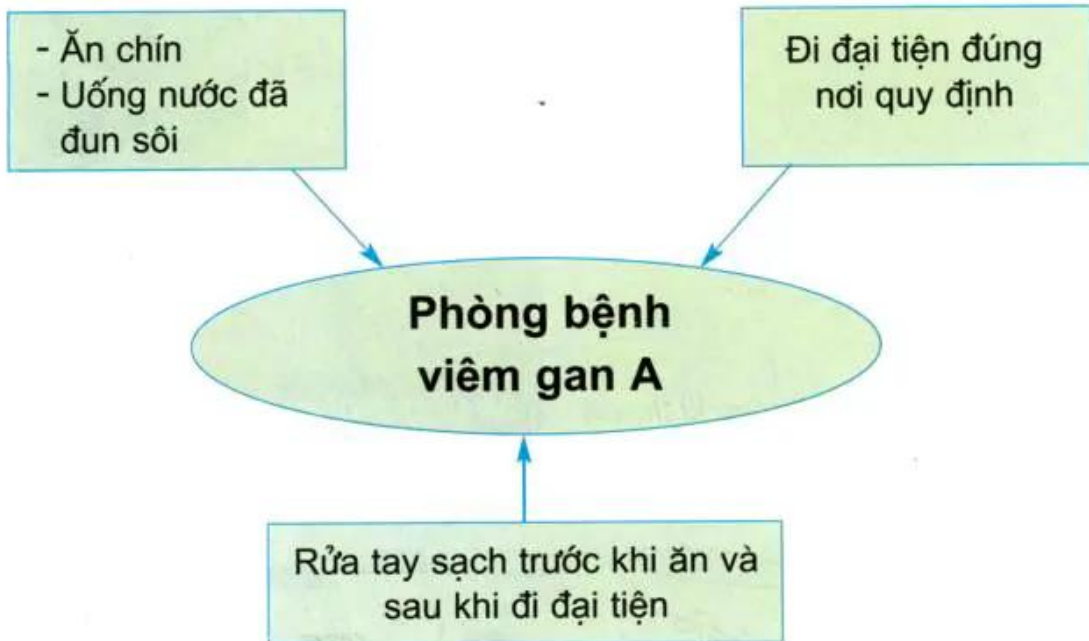 - Ăn chín
- Uống nước đã
đun sôi
Đi đại tiện đúng
nơi quy định
Phòng bệnh
viêm gan A
Rửa tay sạch trước khi ăn và
sau khi đi đại tiện